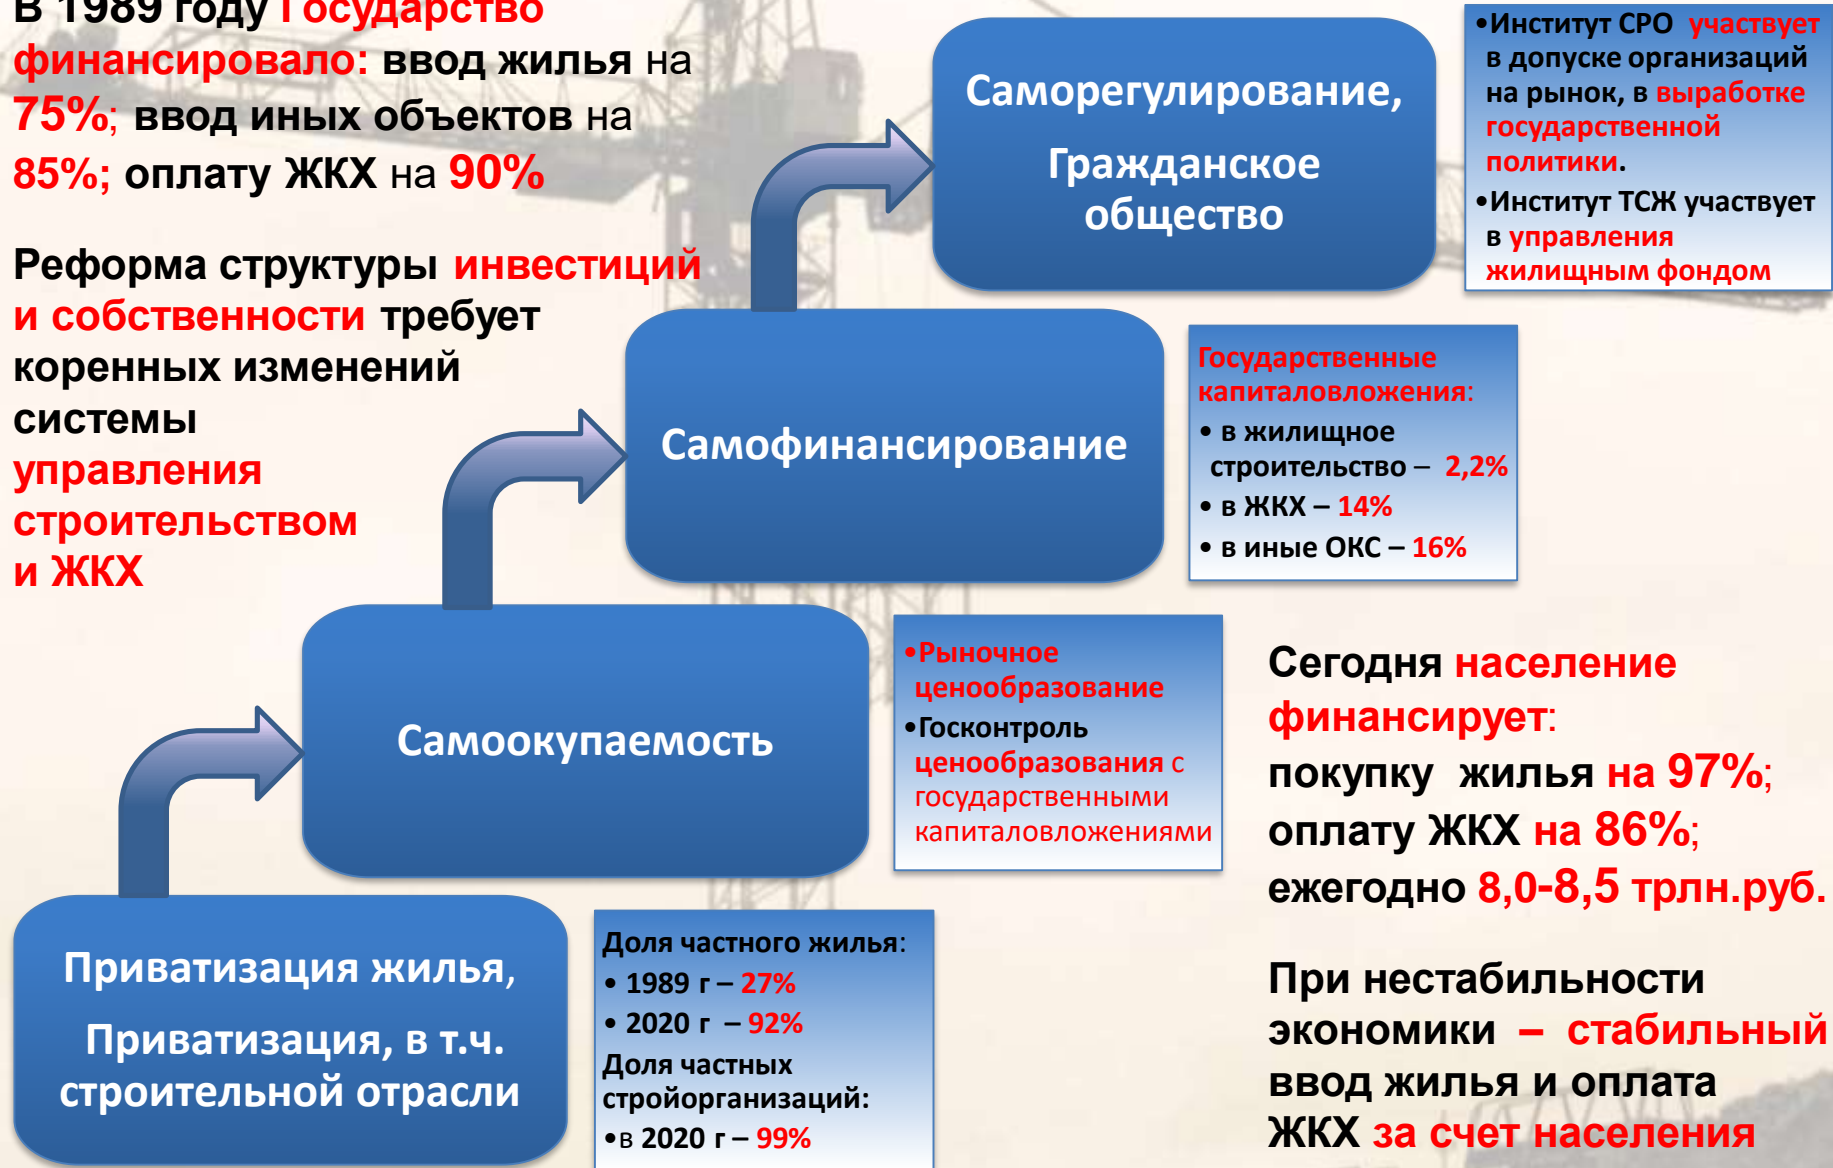 В 1989 году Государство
финансировало: ввод жилья на
75%; ввод иных объектов на
85%; оплату ЖКХ на 90%
Реформа структуры инвестиций
и собственности требует
коренных изменений
системы
управления
строительством
и ЖКХ
Саморегулирование,
Гражданское
общество
•Институт СРО участвует
в допуске организаций
на рынок, в выработке
государственной
политики.
•Институт ТСЖ участвует
в управления
жилищным фондом
Самофинансирование
Государственные
капиталовложения:
• в жилищное
строительство – 2,2%
• в ЖКХ – 14%
• в иные ОКС – 16%
Самоокупаемость
•Рыночное
ценообразование
•Госконтроль
ценообразования с
государственными
капиталовложениями
Приватизация жилья,
Приватизация, в т.ч.
строительной отрасли
Доля частного жилья:
• 1989 г – 27%
• 2020 г – 92%
Доля частных
стройорганизаций:
•в 2020 г – 99%
Сегодня население
финансирует:
покупку жилья на 97%;
оплату ЖКХ на 86%;
ежегодно 8,0-8,5 трлн.руб.
При нестабильности
экономики – стабильный
ввод жилья и оплата
ЖКХ за счет населения